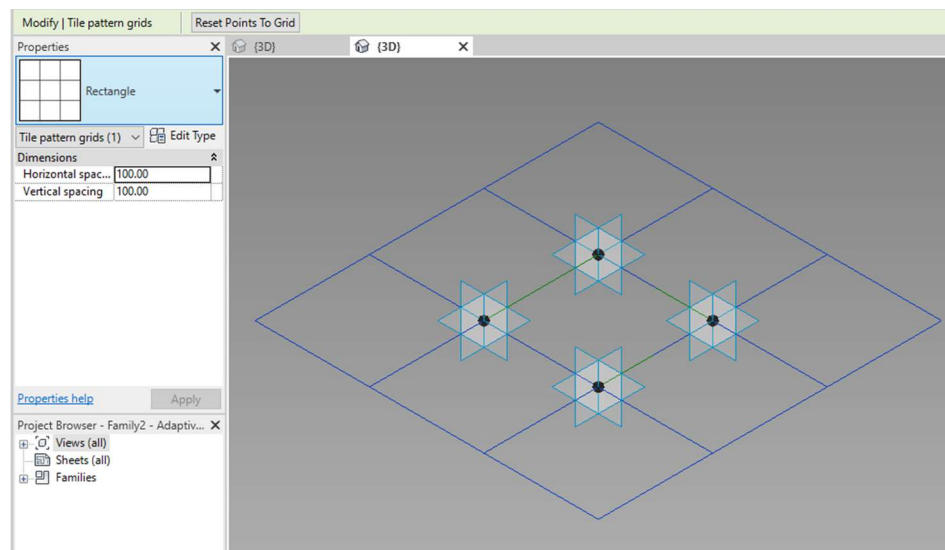 Modify | Tile pattern grids
Reset Points To Grid
Properties
{3D}
{3D}
Rectangle
Tile pattern grids (1)
Edit Type
Dimensions
Horizontal spac... 100.00
Vertical spacing 100.00
Properties help
Apply
Project Browser - Family2 - Adaptiv...
Views (all)
Sheets (all)
Families